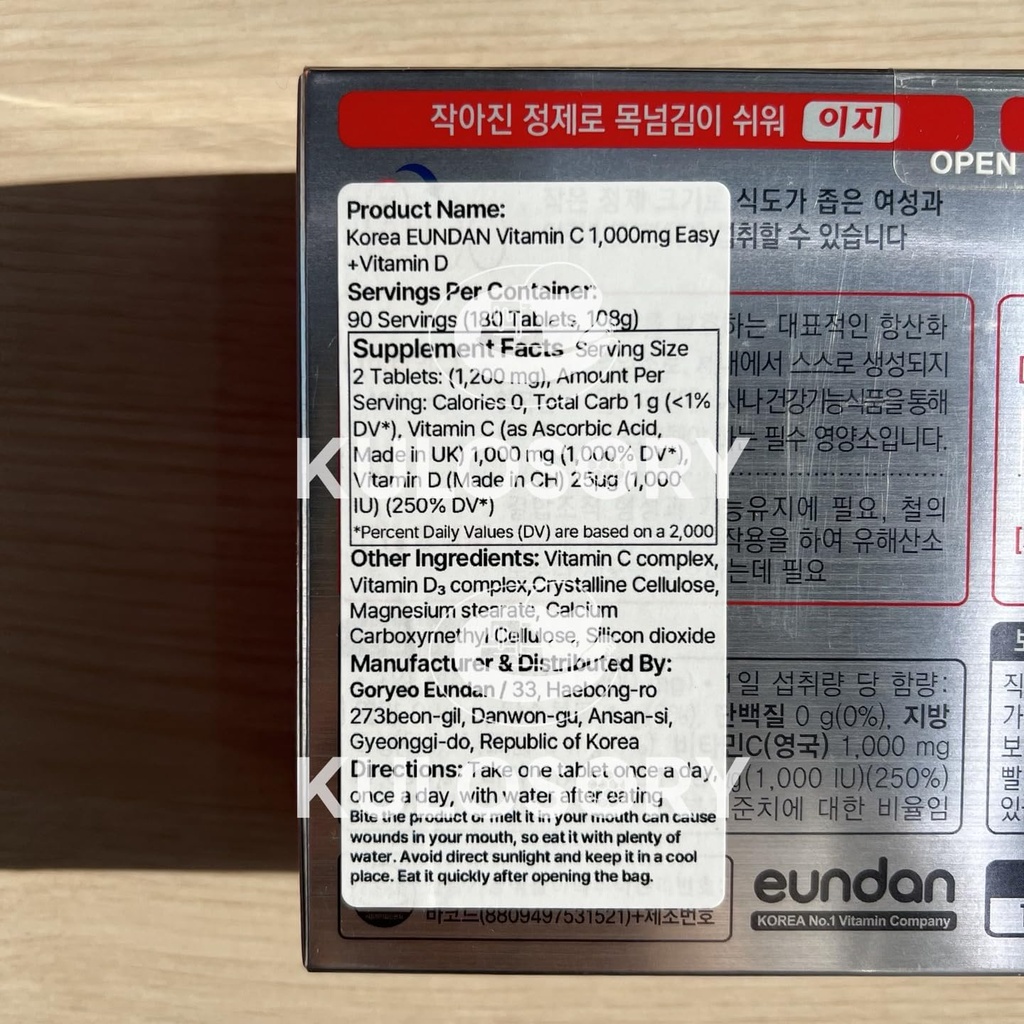 작아진 정제로 목넘김이 쉬워 이지
OPEN
식도가 좁은 여성과
섭취할 수 있습니다
하는 대표적인 항산화
에서 스스로 생성되지
건강기능식품을 통해
필수 영양소입니다.
능유지에 필요, 철의
작용을 하여 유해산소
는데 필요
Product Name:
Korea EUNDAN Vitamin C 1,000mg Easy
+Vitamin D
Servings Per Container:
90 Servings (180 Tablets, 108g)
Supplement Facts Serving Size
2 Tablets: (1,200 mg), Amount Per
Serving: Calories 0, Total Carb 1 g (<1%
DV*), Vitamin C (as Ascorbic Acid,
Made in UK) 1,000 mg (1,000% DV*),
Vitamin D (Made in CH) 25µg (1,000
IU) (250% DV*)
*Percent Daily Values (DV) are based on a 2,000
Other Ingredients: Vitamin C complex,
Vitamin D₃ complex,Crystalline Cellulose,
Magnesium stearate, Calcium
Carboxymethyl Cellulose, Silicon dioxide
Manufacturer & Distributed By:
Goryeo Eundan / 33, Haebong-ro
273beon-gil, Danwon-gu, Ansan-si,
Gyeonggi-do, Republic of Korea
Directions: Take one tablet once a day,
once a day, with water after eating
Bite the product or melt it in your mouth can cause
wounds in your mouth, so eat it with plenty of
water. Avoid direct sunlight and keep it in a cool
place. Eat it quickly after opening the bag.
1일 섭취량 당 함량:
단백질 0 g(0%), 지방
민C(영국) 1,000 mg
g(1,000 IU)(250%)
준치에 대한 비율임
바코드(8809497531521)+제조번호
eundan
KOREA No.1 Vitamin Company
KULOSORY
KULOSORY